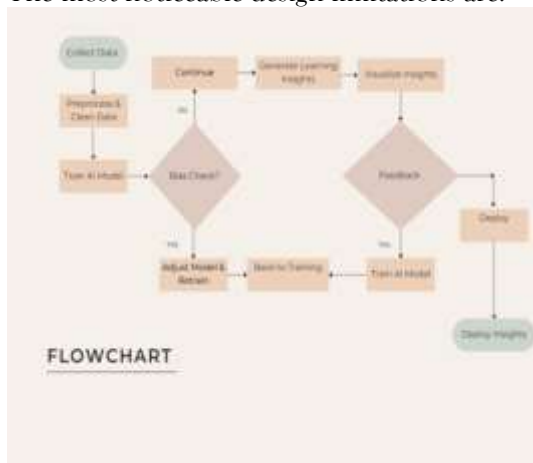 The most noticeable design limitations are:
Collect Data
Preprocess &
Clean Data
Train AI Model
Bias Check?
No
Continue
Generate Learning
Insights
Visualize Insights
Feedback
Yes
Adjust Model &
Retrain
Back to Training
Yes
Train AI Model
Deploy
Deploy Insights
FLOWCHART